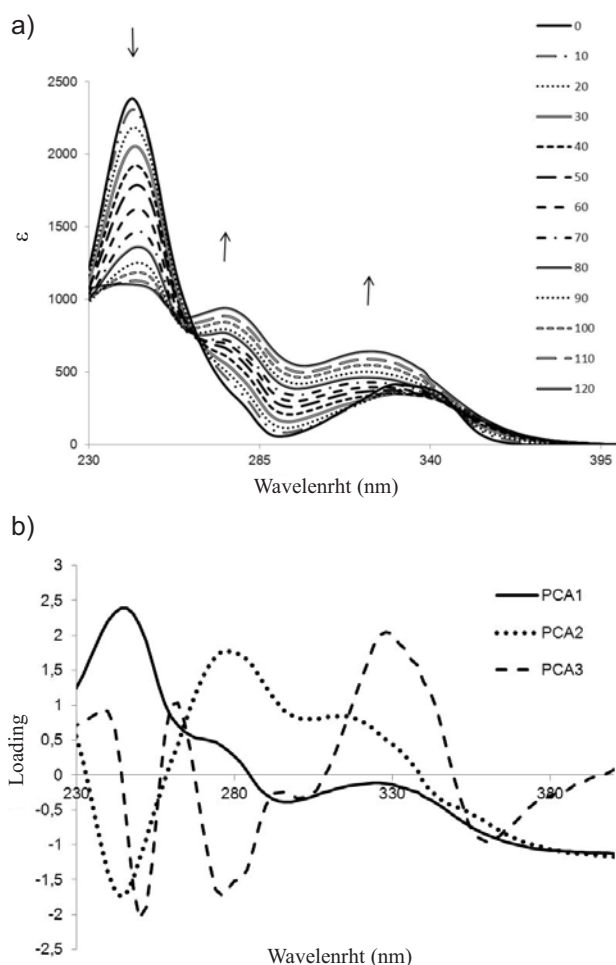 a)
0
10
20
30
40
50
60
70
80
90
100
110
120
2500
2000
1500
1000
500
0
ε
230 285 340 395
Wavelenrht (nm)
b)
3
2,5
2
1,5
1
0,5
0
-0,5
-1
-1,5
-2
-2,5
Loading
PCA1
PCA2
PCA3
230 280 330 380
Wavelenrht (nm)